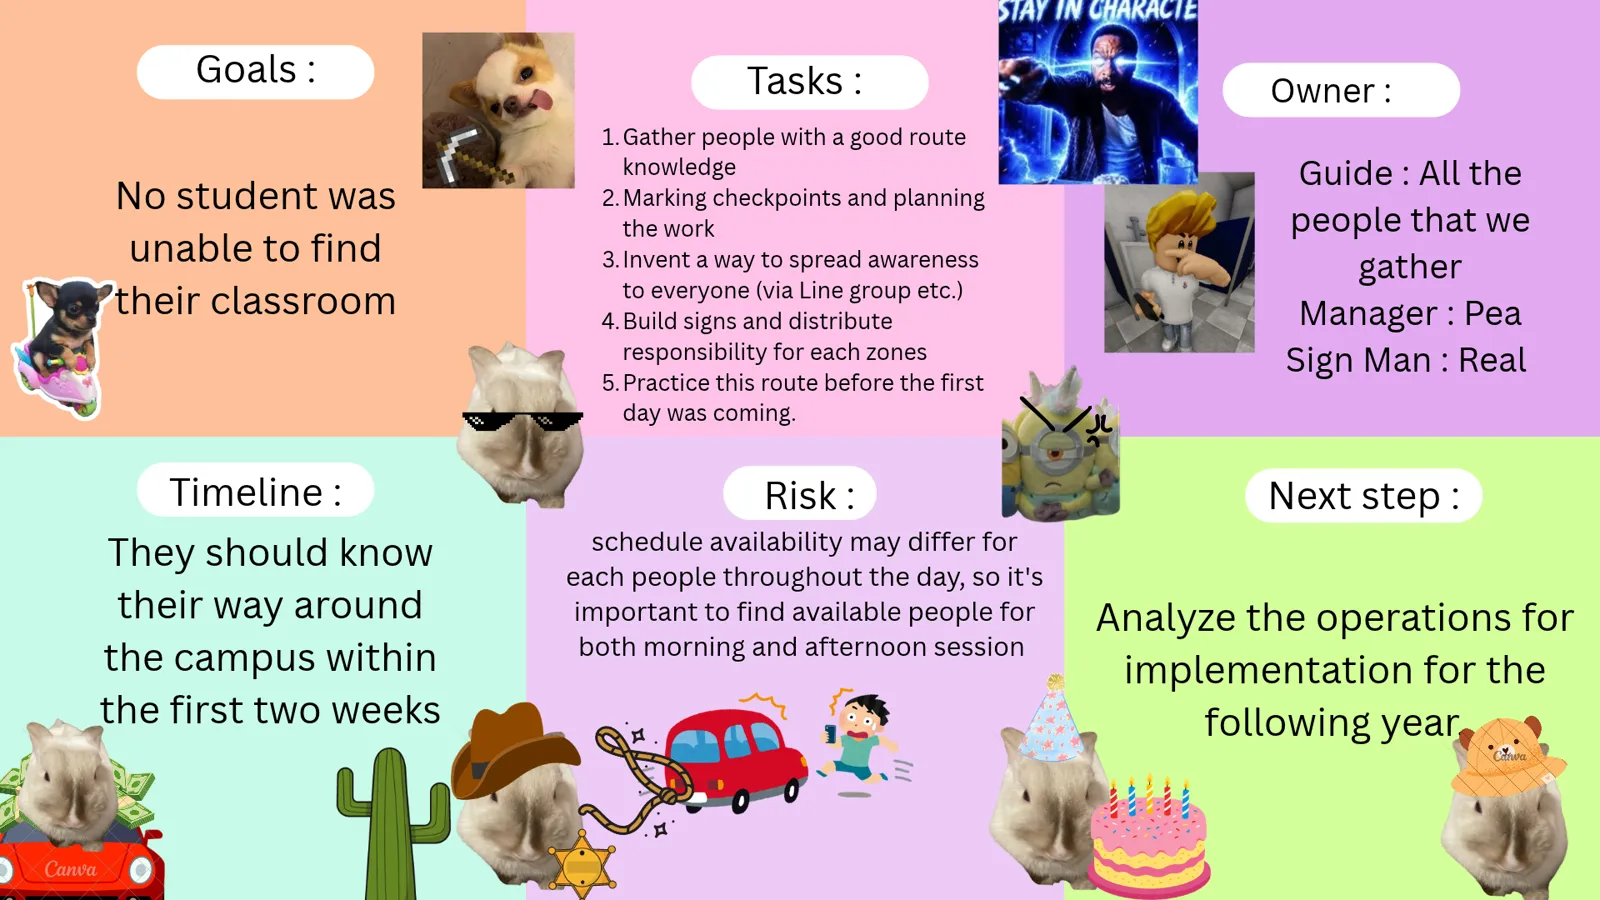 Goals :
No student was
unable to find
their classroom
Tasks :
1. Gather people with a good route
knowledge
2. Marking checkpoints and planning
the work
3. Invent a way to spread awareness
to everyone (via Line group etc.)
4. Build signs and distribute
responsibility for each zones
5. Practice this route before the first
day was coming.
STAY IN CHARACTE
Owner :
Guide : All the
people that we
gather
Manager : Pea
Sign Man : Real
Timeline :
They should know
their way around
the campus within
the first two weeks
Canva
Risk :
schedule availability may differ for
each people throughout the day, so it's
important to find available people for
both morning and afternoon session
Next step :
Analyze the operations for
implementation for the
following year.
Canva